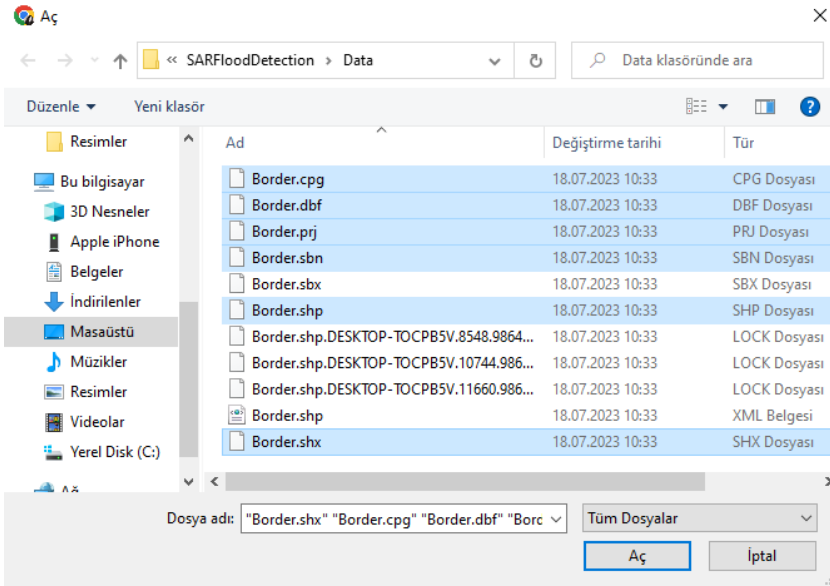 Aç
« SARFloodDetection › Data
Data klasöründe ara
Düzenle
Yeni klasör
Resimler
Bu bilgisayar
3D Nesneler
Apple iPhone
Belgeler
İndirilenler
Masaüstü
Müzikler
Resimler
Videolar
Yerel Disk (C:)
Ad Değiştirme tarihi Tür
Border.cpg 18.07.2023 10:33 CPG Dosyası
Border.dbf 18.07.2023 10:33 DBF Dosyası
Border.prj 18.07.2023 10:33 PRJ Dosyası
Border.sbn 18.07.2023 10:33 SBN Dosyası
Border.sbx 18.07.2023 10:33 SBX Dosyası
Border.shp 18.07.2023 10:33 SHP Dosyası
Border.shp.DESKTOP-TOCPB5V.8548.9864... 18.07.2023 10:33 LOCK Dosyası
Border.shp.DESKTOP-TOCPB5V.10744.986... 18.07.2023 10:33 LOCK Dosyası
Border.shp.DESKTOP-TOCPB5V.11660.986... 18.07.2023 10:33 LOCK Dosyası
Border.shp 18.07.2023 10:33 XML Belgesi
Border.shx 18.07.2023 10:33 SHX Dosyası
Dosya adı: "Border.shx" "Border.cpg" "Border.dbf" "Borc
Tüm Dosyalar
Aç
İptal